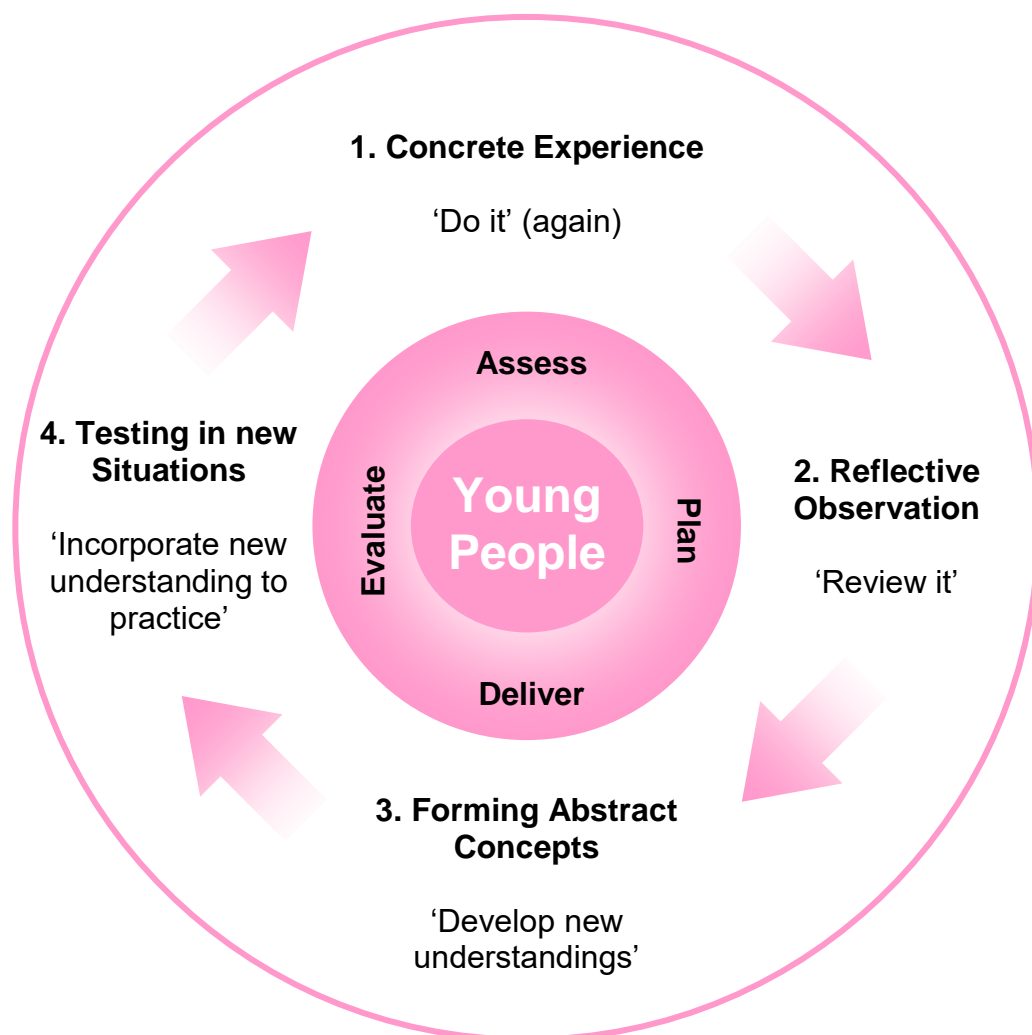 1. Concrete Experience
‘Do it’ (again)
Assess
4. Testing in new
Situations
‘Incorporate new
understanding to
practice’
Evaluate
Young
People
Plan
2. Reflective
Observation
‘Review it’
Deliver
3. Forming Abstract
Concepts
‘Develop new
understandings’